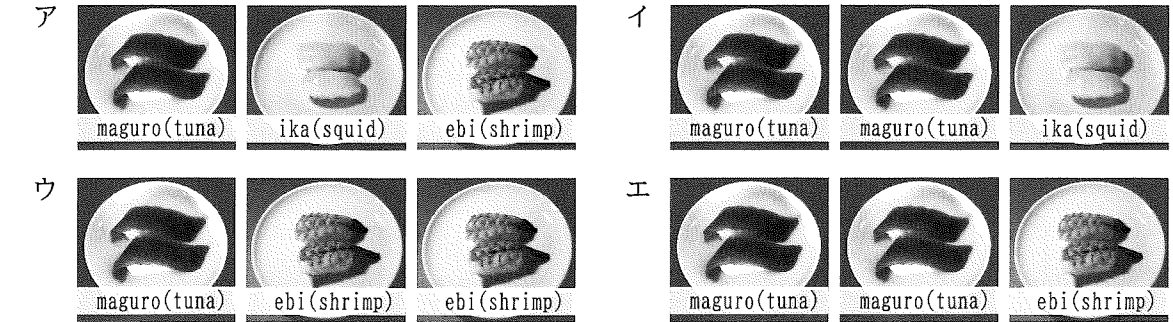 ア
maguro(tuna) ika(squid) ebi(shrimp)
イ
maguro(tuna) maguro(tuna) ika(squid)
ウ
maguro(tuna) ebi(shrimp) ebi(shrimp)
エ
maguro(tuna) maguro(tuna) ebi(shrimp)